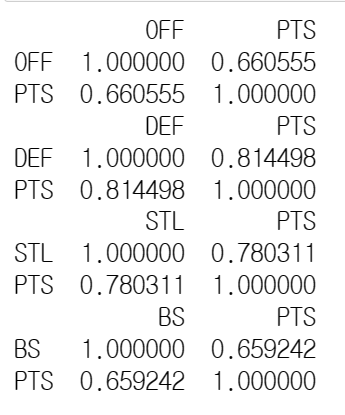 OFF PTS
OFF 1.000000 0.660555
PTS 0.660555 1.000000
DEF PTS
DEF 1.000000 0.814498
PTS 0.814498 1.000000
STL PTS
STL 1.000000 0.780311
PTS 0.780311 1.000000
BS PTS
BS 1.000000 0.659242
PTS 0.659242 1.000000